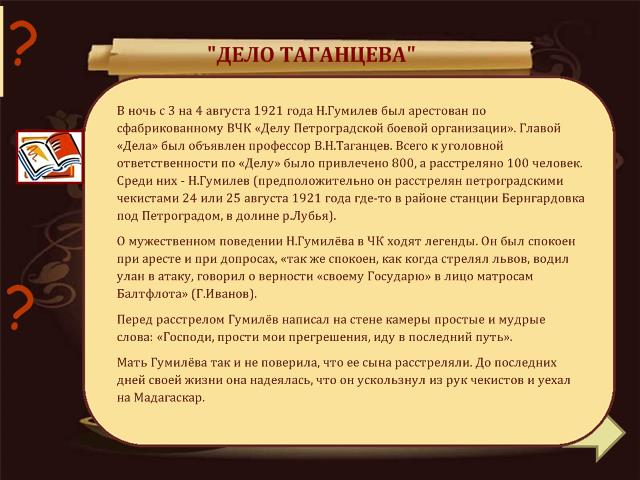 "ДЕЛО ТАГАНЦЕВА"
?
?
В ночь с 3 на 4 августа 1921 года Н.Гумилев был арестован по
сфабрикованному ВЧК «Делу Петроградской боевой организации». Главой
«Дела» был объявлен профессор В.Н.Таганцев. Всего к уголовной
ответственности по «Делу» было привлечено 800, а расстреляно 100 человек.
Среди них - Н.Гумилев (предположительно он расстрелян петроградскими
чекистами 24 или 25 августа 1921 года где-то в районе станции Бернгардовка
под Петроградом, в долине р.Лубья).
О мужественном поведении Н.Гумилёва в ЧК ходят легенды. Он был спокоен
при аресте и при допросах, «так же спокоен, как когда стрелял львов, водил
улан в атаку, говорил о верности «своему Государю» в лицо матросам
Балтфлота» (Г.Иванов).
Перед расстрелом Гумилёв написал на стене камеры простые и мудрые
слова: «Господи, прости мои прегрешения, иду в последний путь».
Мать Гумилёва так и не поверила, что ее сына расстреляли. До последних
дней своей жизни она надеялась, что он ускользнул из рук чекистов и уехал
на Мадагаскар.